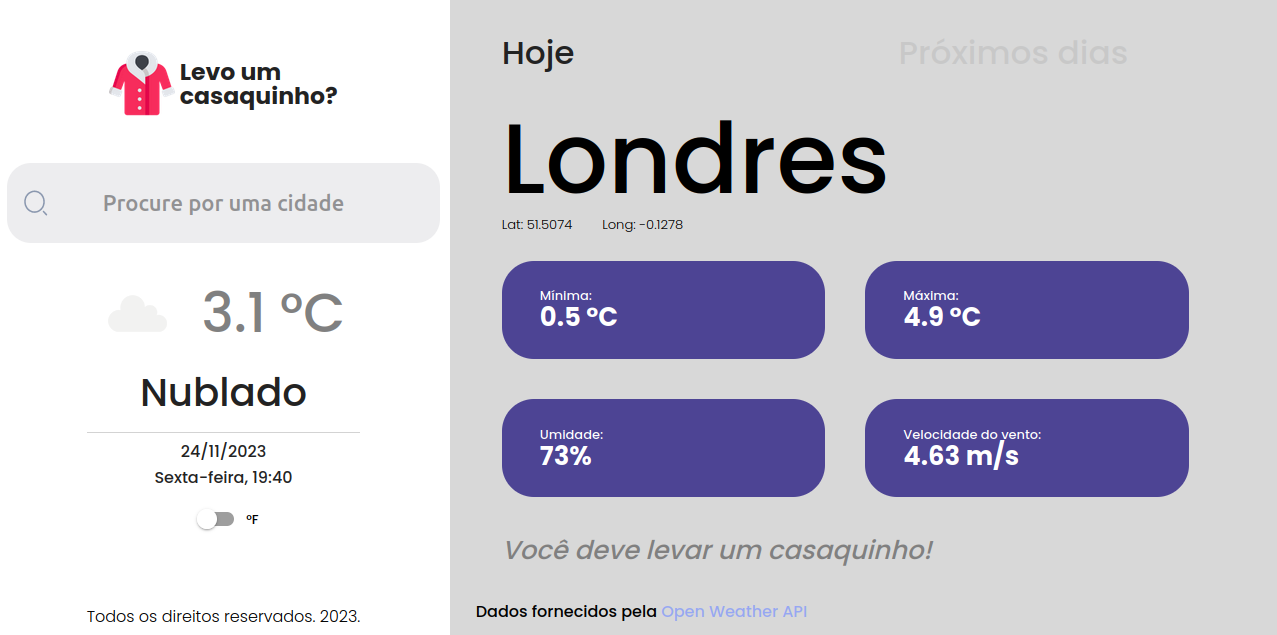 Levo um
casaquinho?
Procure por uma cidade
3.1 ºC
Nublado
24/11/2023
Sexta-feira, 19:40
ºF
Todos os direitos reservados. 2023.
Hoje
Próximos dias
Londres
Lat: 51.5074 Long: -0.1278
Mínima:
0.5 ºC
Máxima:
4.9 ºC
Umidade:
73%
Velocidade do vento:
4.63 m/s
Você deve levar um casaquinho!
Dados fornecidos pela Open Weather API